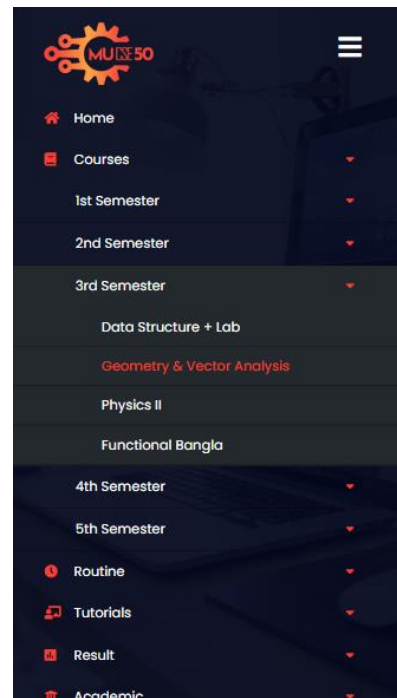 MU CSE 50
Home
Courses
1st Semester
2nd Semester
3rd Semester
Data Structure + Lab
Geometry & Vector Analysis
Physics II
Functional Bangla
4th Semester
5th Semester
Routine
Tutorials
Result
Academic